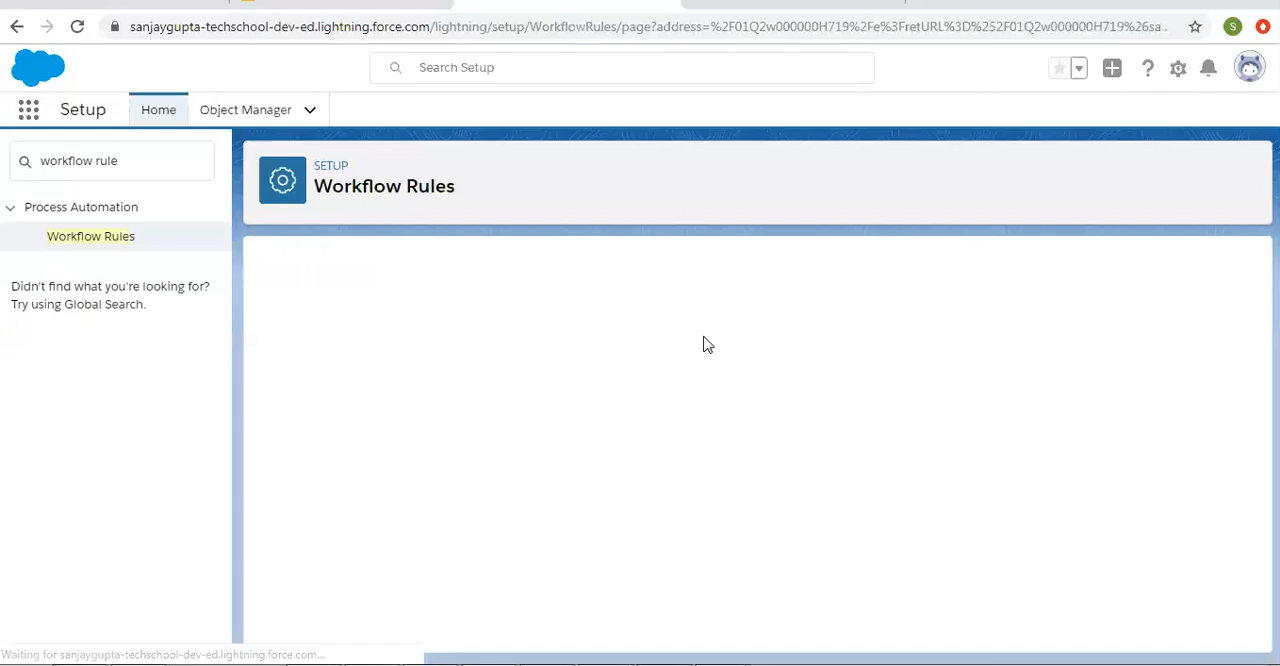 sanjaygupta-techschool-dev-ed.lightning.force.com/lightning/setup/WorkflowRules/page?address=%2F01Q2w000000H719%2Fe%3FretURL%3D%252F01Q2w000000H719%26sa...
S
Search Setup
Setup
Home
Object Manager
workflow rule
Process Automation
Workflow Rules
Didn't find what you're looking for?
Try using Global Search.
SETUP
Workflow Rules
Waiting for sanjaygupta-techschool-dev-ed.lightning.force.com...